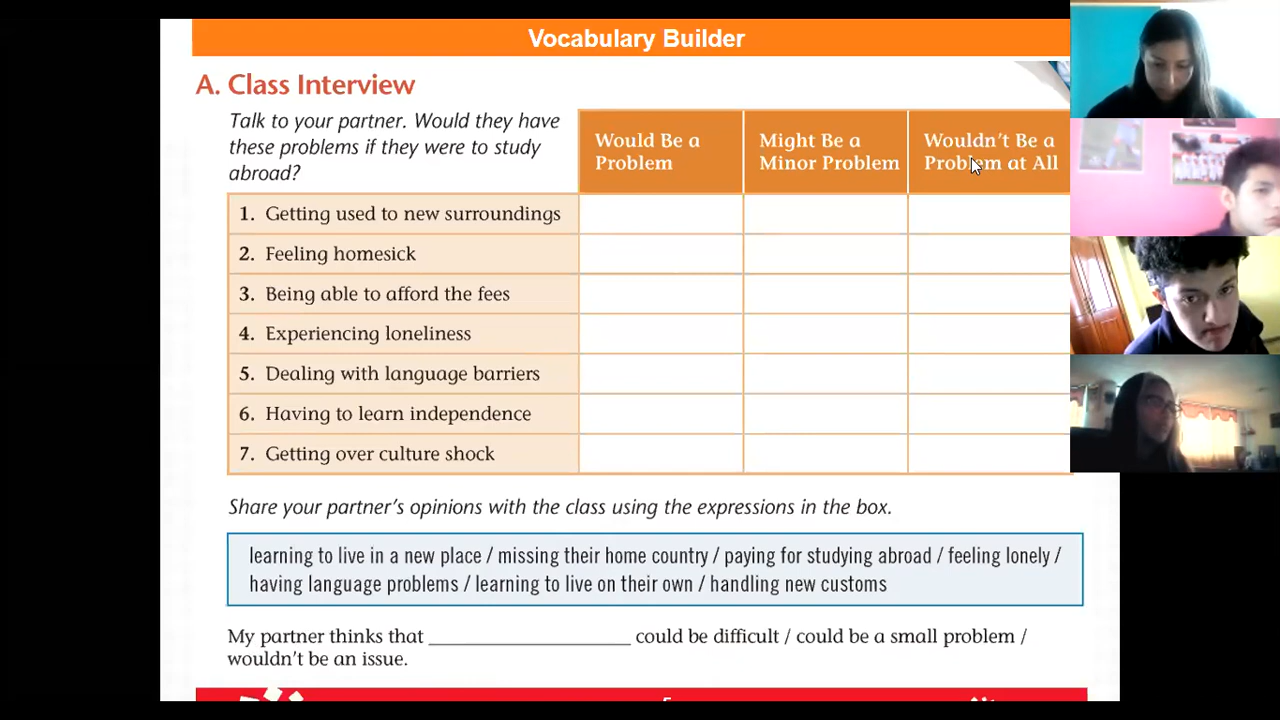 Vocabulary Builder
A. Class Interview
Talk to your partner. Would they have
these problems if they were to study
abroad?
Would Be a
Problem
Might Be a
Minor Problem
Wouldn't Be a
Problem at All
1. Getting used to new surroundings
2. Feeling homesick
3. Being able to afford the fees
4. Experiencing loneliness
5. Dealing with language barriers
6. Having to learn independence
7. Getting over culture shock
Share your partner's opinions with the class using the expressions in the box.
learning to live in a new place / missing their home country / paying for studying abroad / feeling lonely /
having language problems / learning to live on their own / handling new customs
My partner thinks that ____________________ could be difficult / could be a small problem /
wouldn't be an issue.